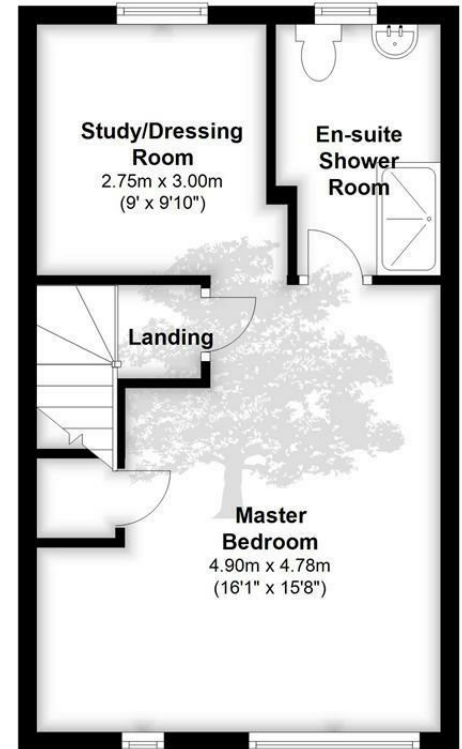 Study/Dressing
Room
2.75m x 3.00m
(9' x 9'10")
En-suite
Shower
Room
Landing
Master
Bedroom
4.90m x 4.78m
(16'1" x 15'8")